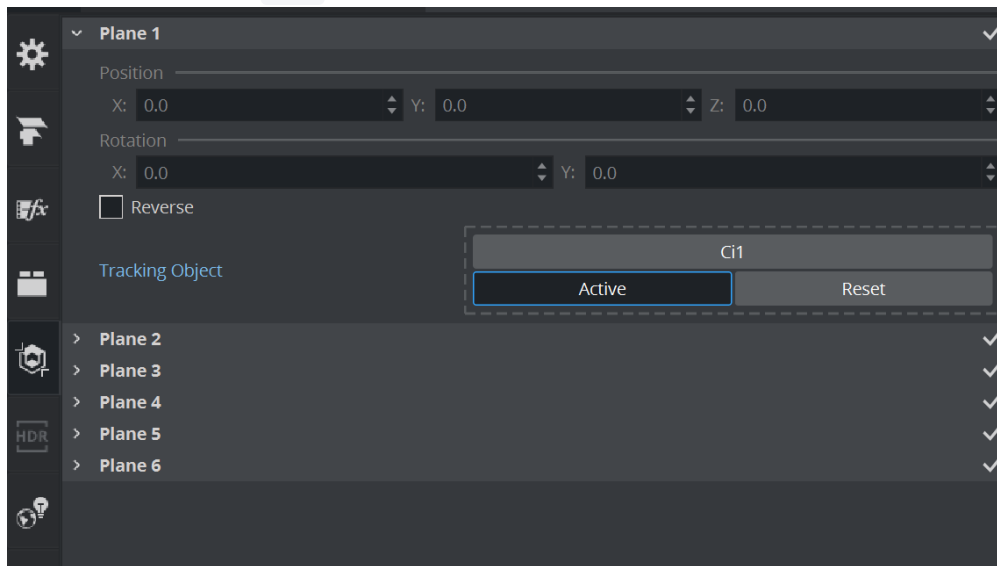 Plane 1
Position
X: 0.0 Y: 0.0 Z: 0.0
Rotation
X: 0.0 Y: 0.0
Reverse
fx
Ci1
Tracking Object
Active Reset
Plane 2
Plane 3
Plane 4
HDR
Plane 5
Plane 6